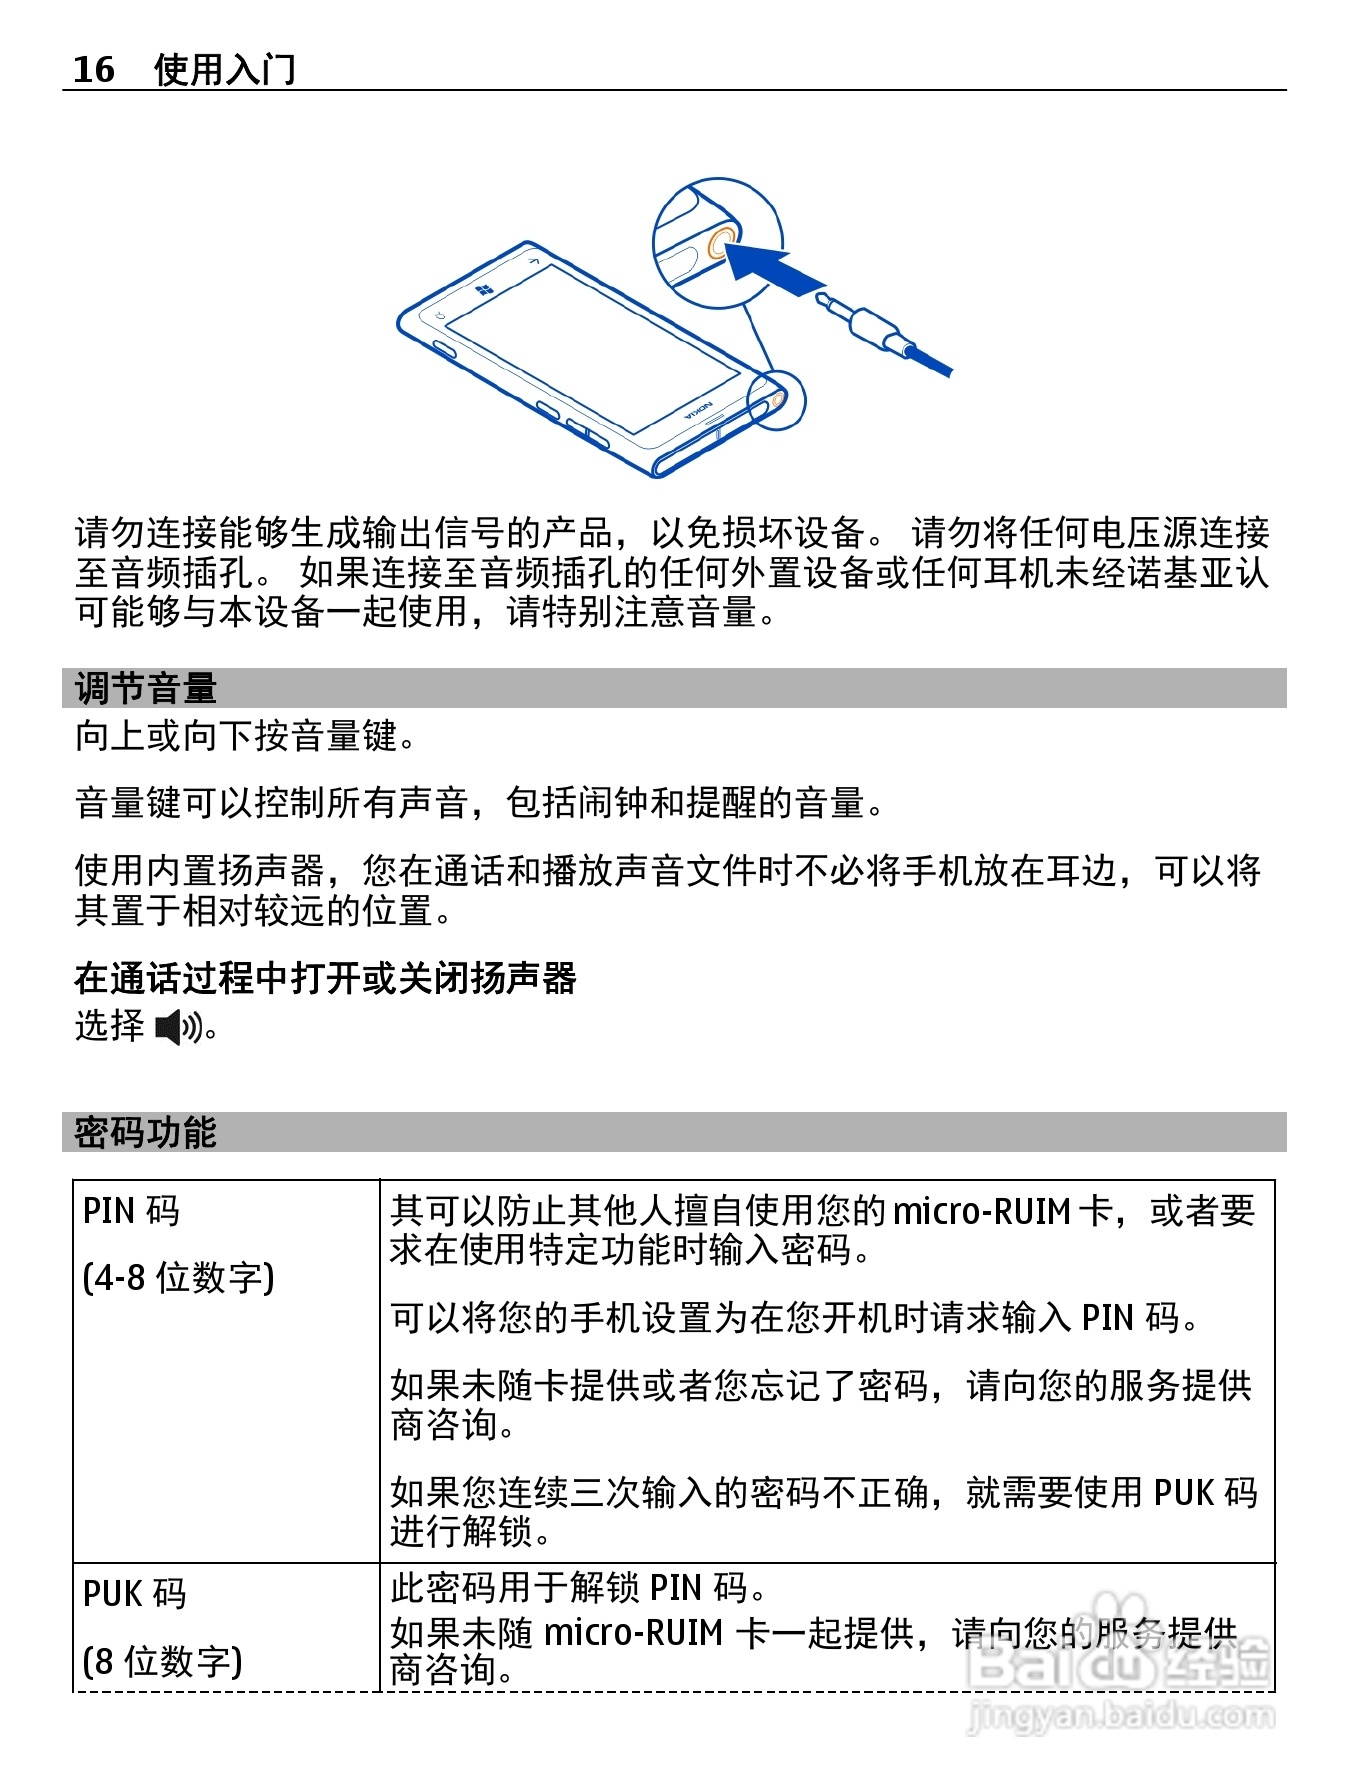 16 使用入门
NOKIA
请勿连接能够生成输出信号的产品，以免损坏设备。 请勿将任何电压源连接
至音频插孔。 如果连接至音频插孔的任何外置设备或任何耳机未经诺基亚认
可能够与本设备一起使用，请特别注意音量。
调节音量
向上或向下按音量键。
音量键可以控制所有声音，包括闹钟和提醒的音量。
使用内置扬声器，您在通话和播放声音文件时不必将手机放在耳边，可以将
其置于相对较远的位置。
在通话过程中打开或关闭扬声器
选择 。
密码功能
PIN 码
(4-8 位数字)
其可以防止其他人擅自使用您的 micro-RUIM 卡，或者要
求在使用特定功能时输入密码。
可以将您的手机设置为在您开机时请求输入 PIN 码。
如果未随卡提供或者您忘记了密码，请向您的服务提供
商咨询。
如果您连续三次输入的密码不正确，就需要使用 PUK 码
进行解锁。
PUK 码
(8 位数字)
此密码用于解锁 PIN 码。
如果未随 micro-RUIM 卡一起提供，请向您的服务提供
商咨询。
Baidu 经验
jingyan.baidu.com